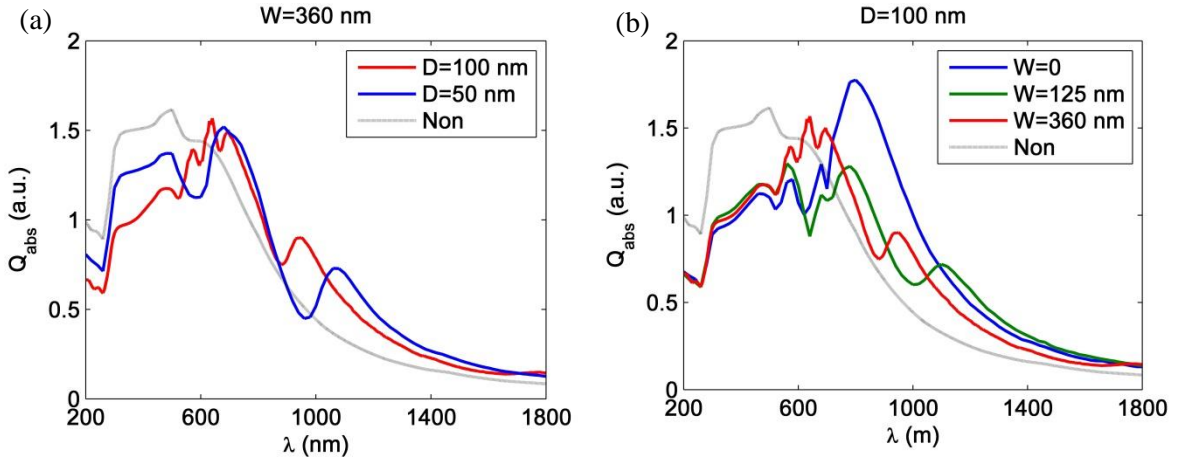 (a)
W=360 nm
2
1.5
1
0.5
0
Q_abs (a.u.)
D=100 nm
D=50 nm
Non
200 600 1000 1400 1800
λ (nm)
(b)
D=100 nm
2
1.5
1
0.5
0
Q_abs (a.u.)
W=0
W=125 nm
W=360 nm
Non
200 600 1000 1400 1800
λ (m)